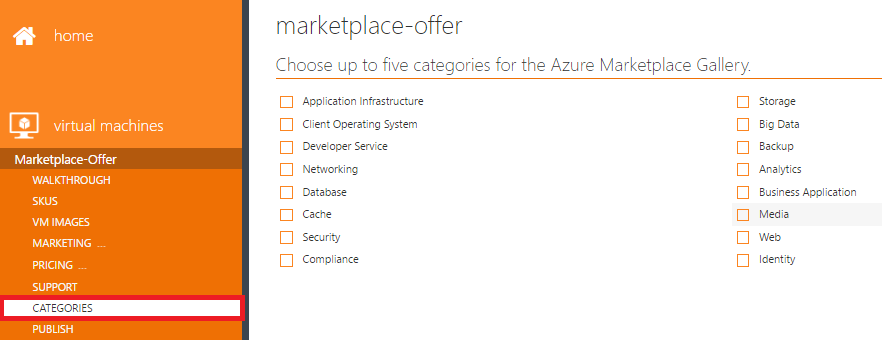 home
virtual machines
Marketplace-Offer
WALKTHROUGH
SKUS
VM IMAGES
MARKETING ...
PRICING ...
SUPPORT
CATEGORIES
PUBLISH
marketplace-offer
Choose up to five categories for the Azure Marketplace Gallery.
Application Infrastructure
Client Operating System
Developer Service
Networking
Database
Cache
Security
Compliance
Storage
Big Data
Backup
Analytics
Business Application
Media
Web
Identity